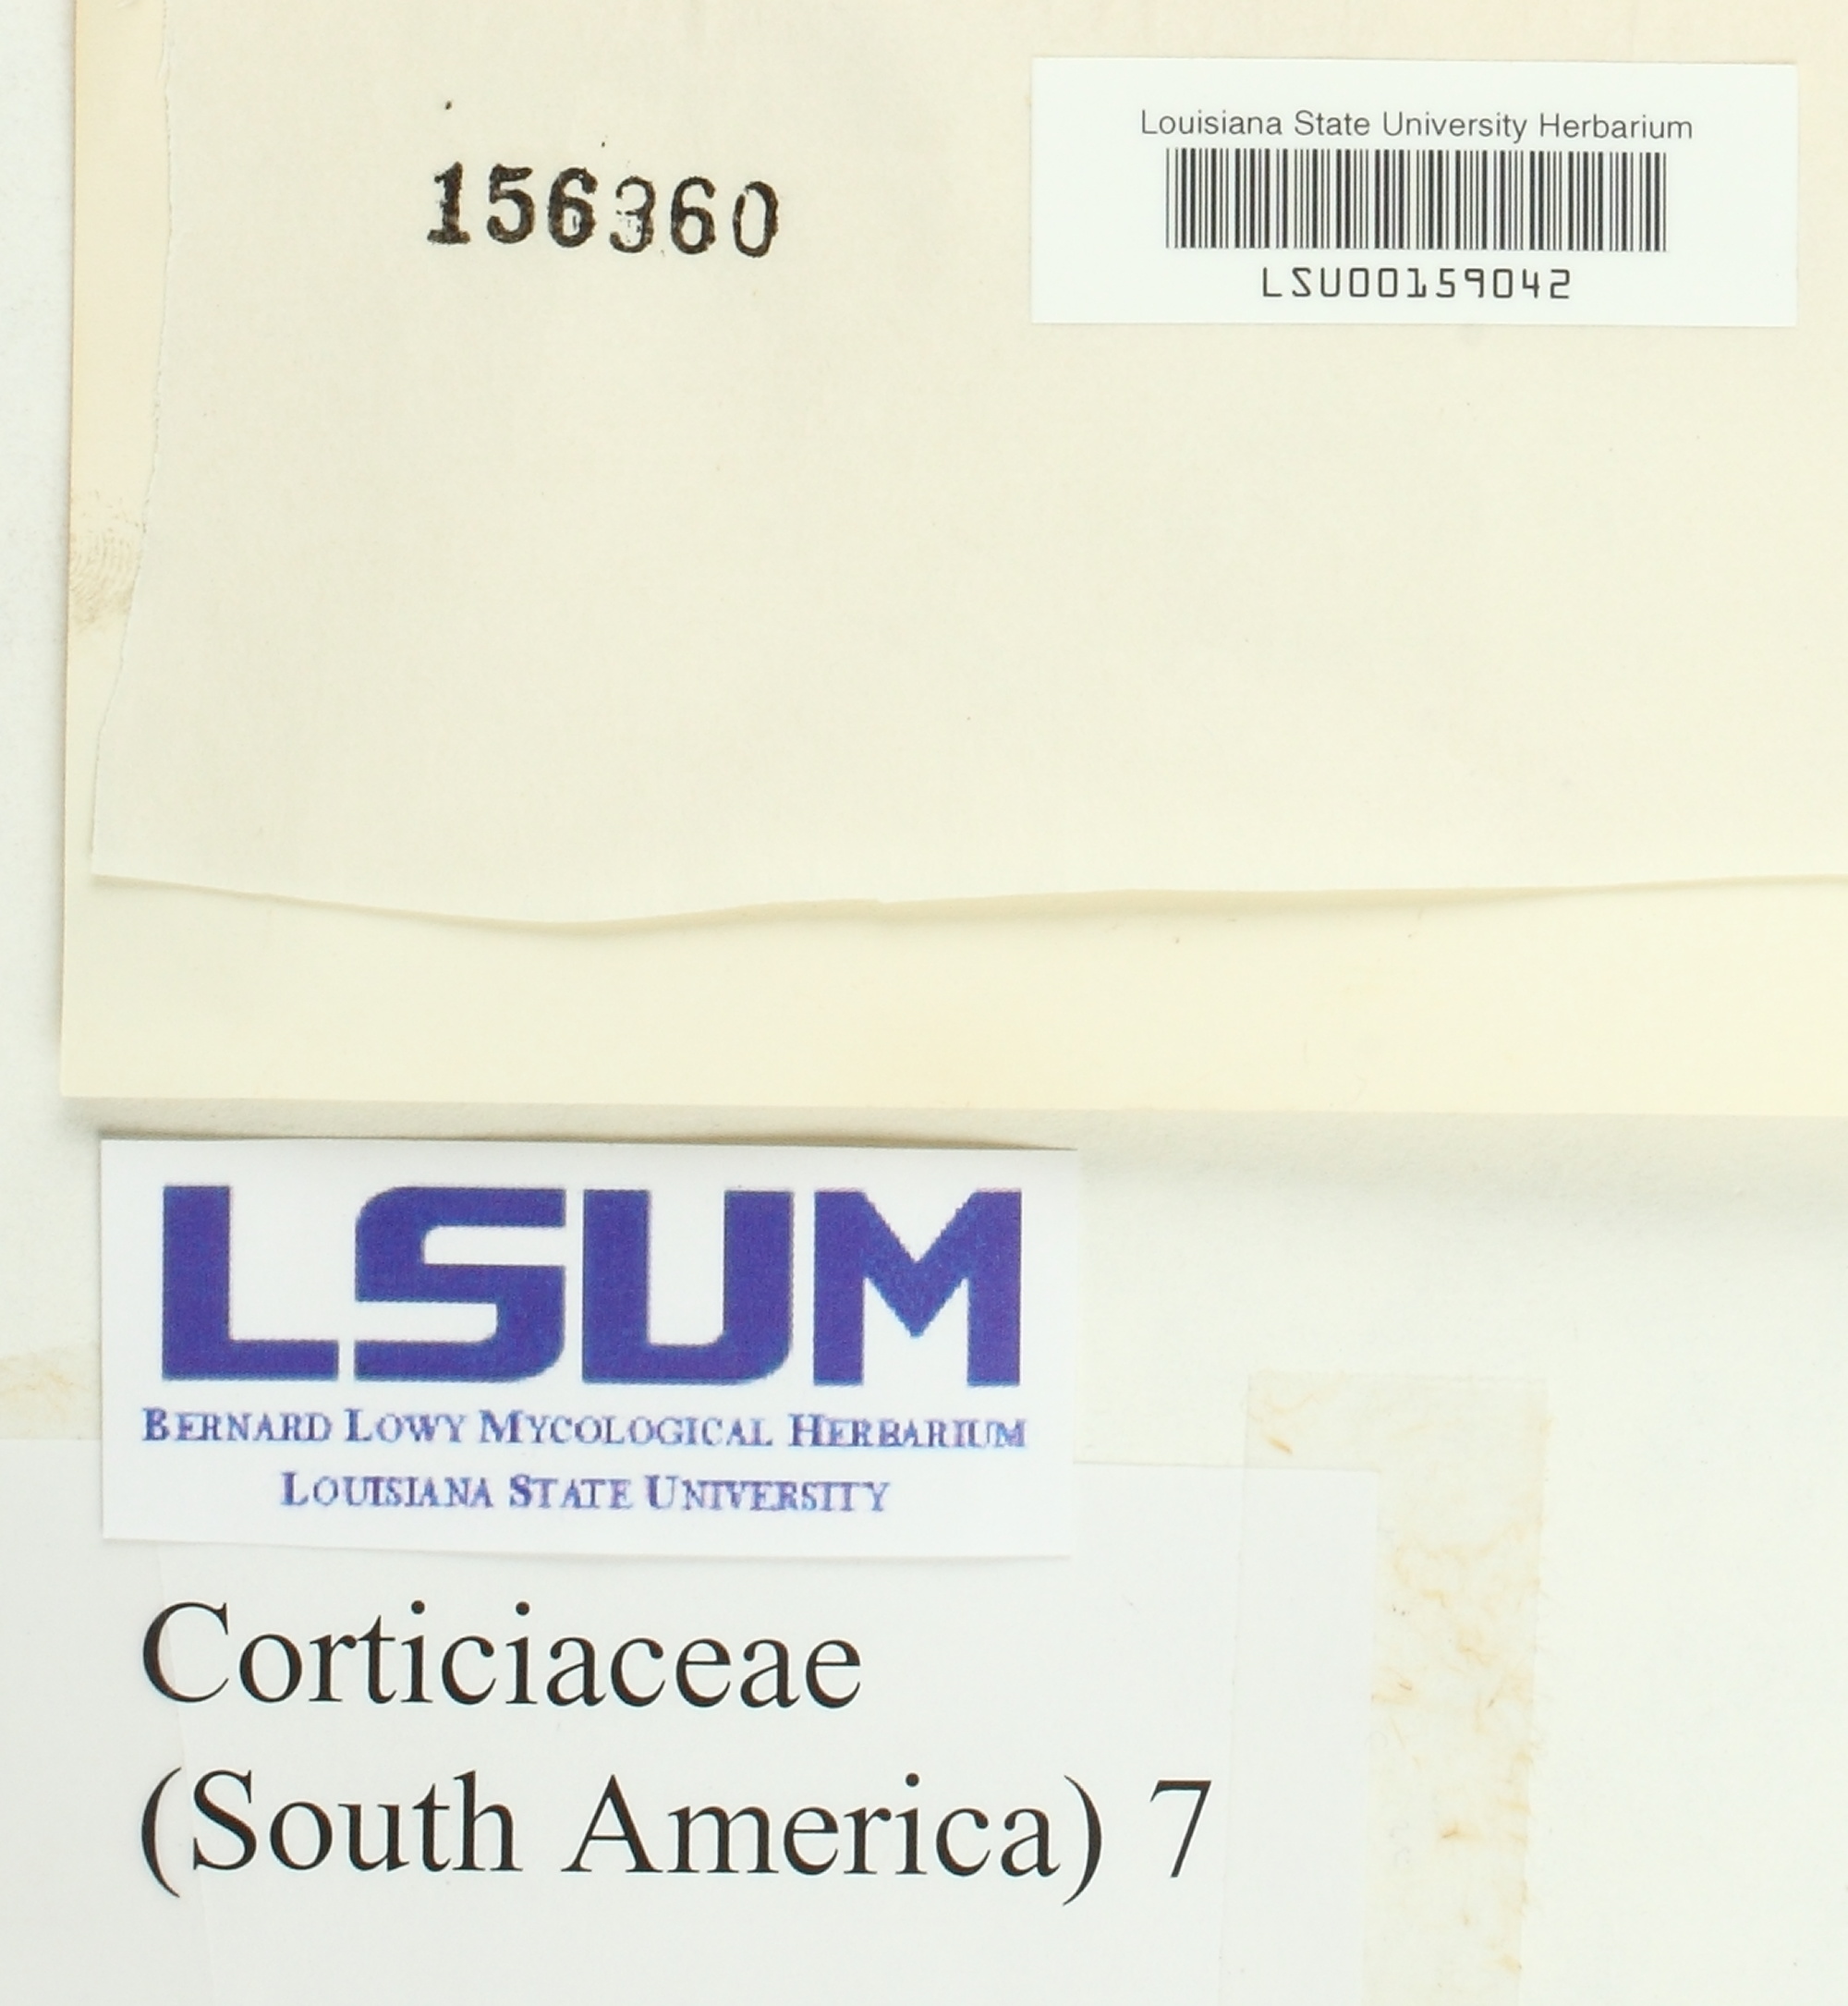 156360
Louisiana State University Herbarium
LSU00159042
LSUM
BERNARD LOWY MYCOLOGICAL HERBARIUM
LOUISIANA STATE UNIVERSITY
Corticiaceae
(South America) 7